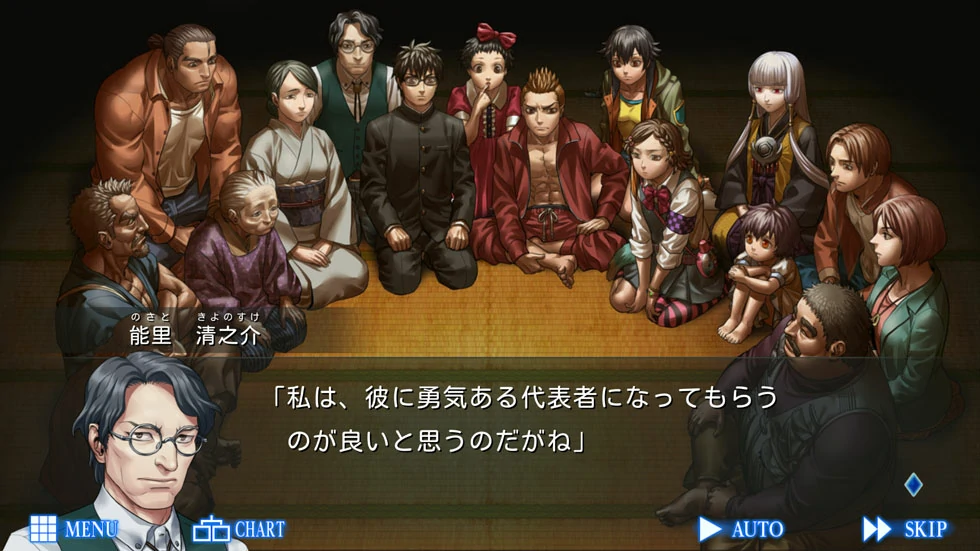 のさと きよのすけ
能里 清之介
「私は、彼に勇気ある代表者になってもらう
のが良いと思うのだがね」
MENU CHART AUTO SKIP